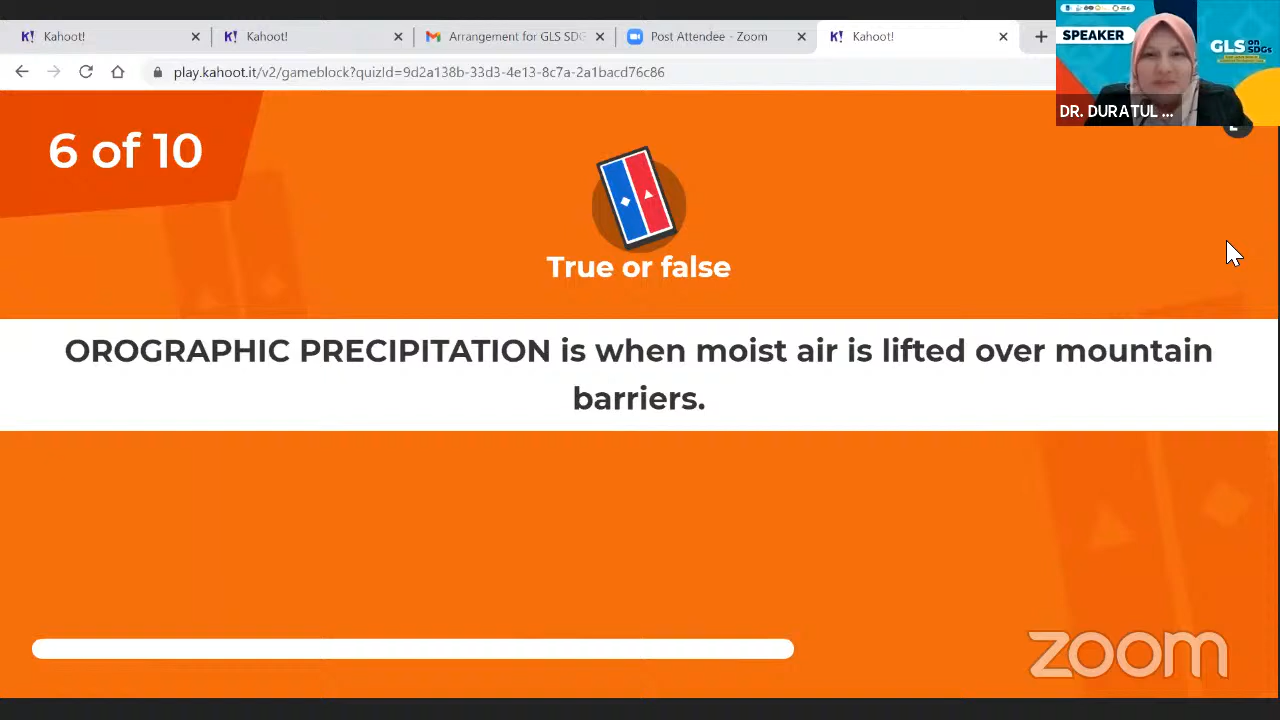 Kahoot!
Kahoot!
Arrangement for GLS SDG
Post Attendee - Zoom
Kahoot!
play.kahoot.it/v2/gameblock?quizId=9d2a138b-33d3-4e13-8c7a-2a1bacd76c86
SPEAKER
GLS on SDGs
DR. DURATUL ...
6 of 10
True or false
OROGRAPHIC PRECIPITATION is when moist air is lifted over mountain
barriers.
zoom